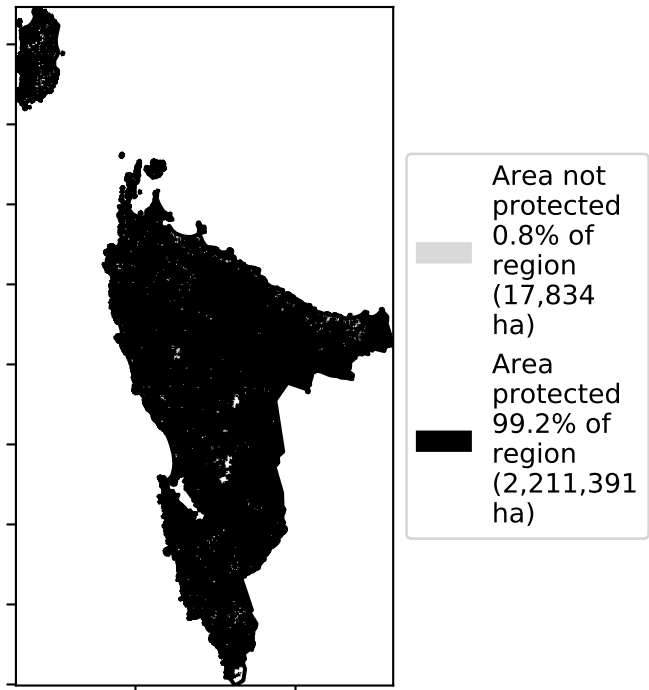 Area not
protected
0.8% of
region
(17,834
ha)
Area
protected
99.2% of
region
(2,211,391
ha)